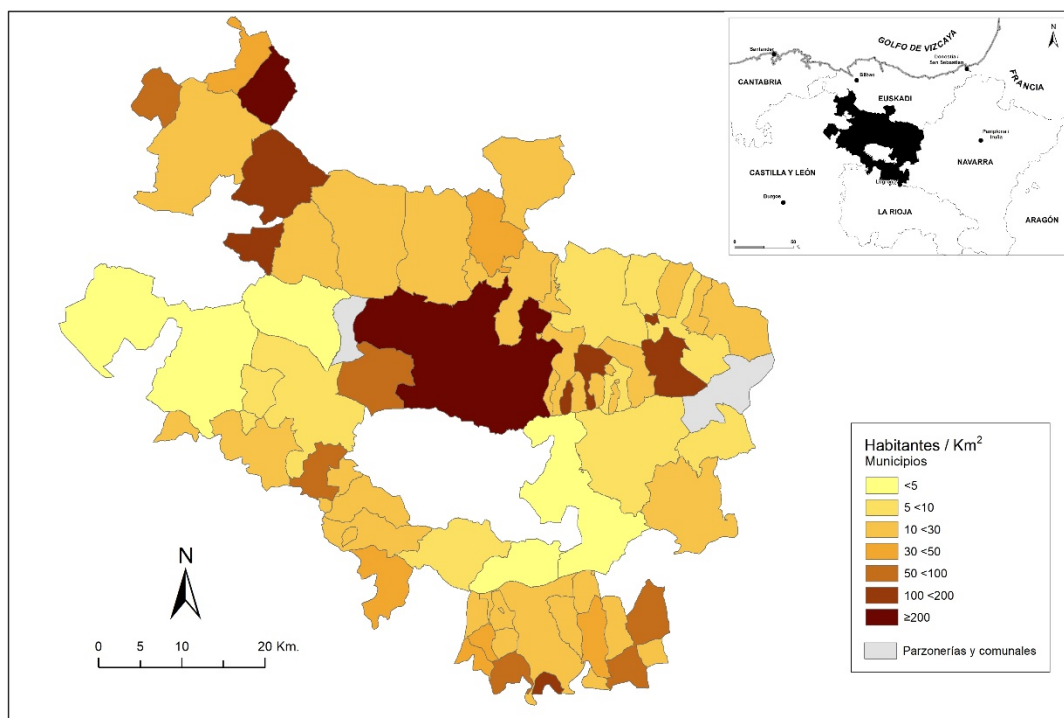 N
GOLFO DE VIZCAYA
Santander
Donostia /
San Sebastián
Bilbao
FRANCIA
CANTABRIA
EUSKADI
Pamplona /
Iruña
NAVARRA
CASTILLA Y LEÓN
Logroño
Burgos
LA RIOJA
ARAGÓN
0
50
Habitantes / Km²
Municipios
<5
5 <10
10 <30
30 <50
50 <100
100 <200
≥200
Parzonerías y comunales
N
0 5 10 20 Km.